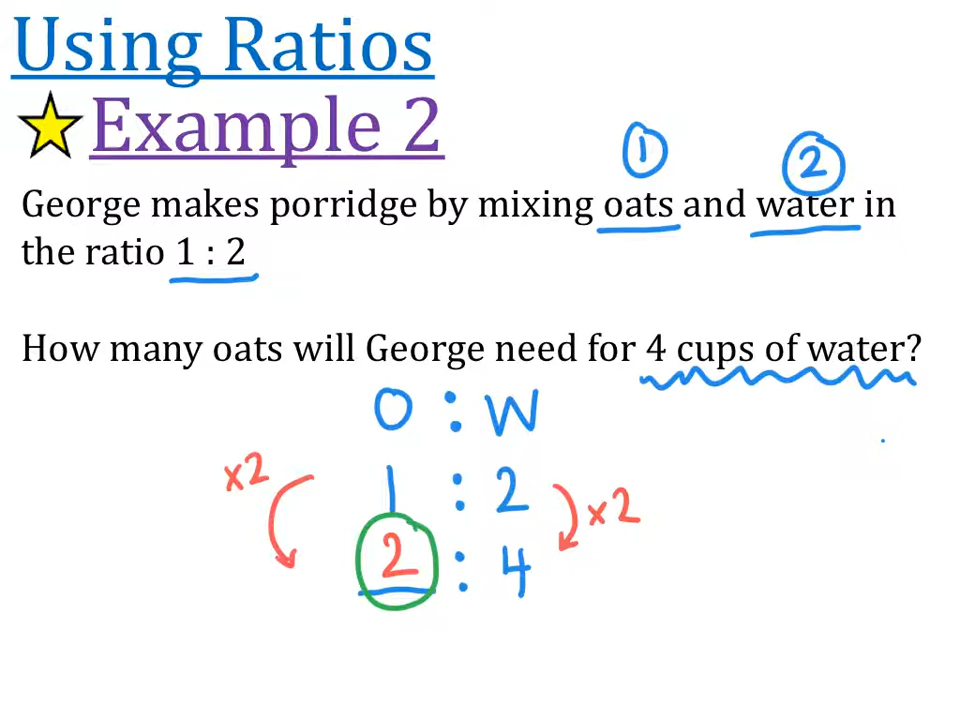 Using Ratios
Example 2
1 2
George makes porridge by mixing oats and water in
the ratio 1 : 2
How many oats will George need for 4 cups of water?
O : W
x2 1 : 2 x2
2 : 4